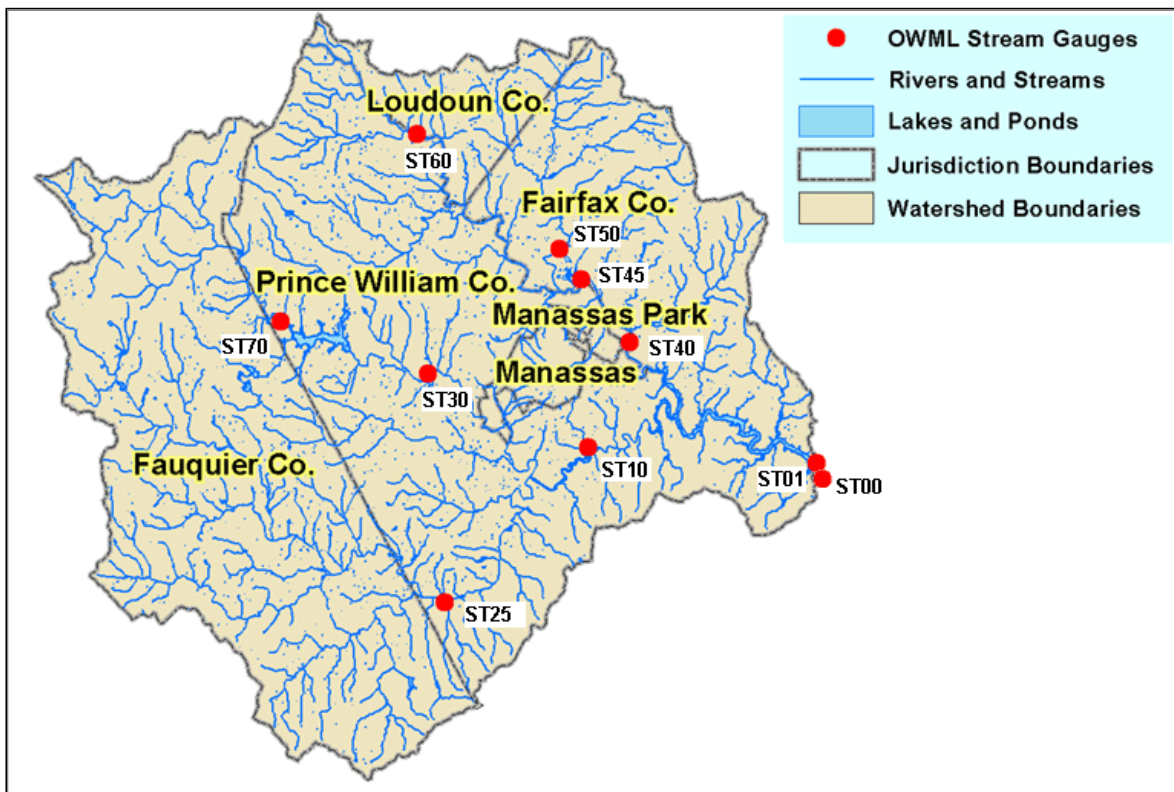 OWML Stream Gauges
Rivers and Streams
Lakes and Ponds
Jurisdiction Boundaries
Watershed Boundaries
Loudoun Co.
ST60
Fairfax Co.
ST50
ST45
Prince William Co.
Manassas Park
ST40
ST70
Manassas
ST30
Fauquier Co.
ST10
ST01
ST00
ST25